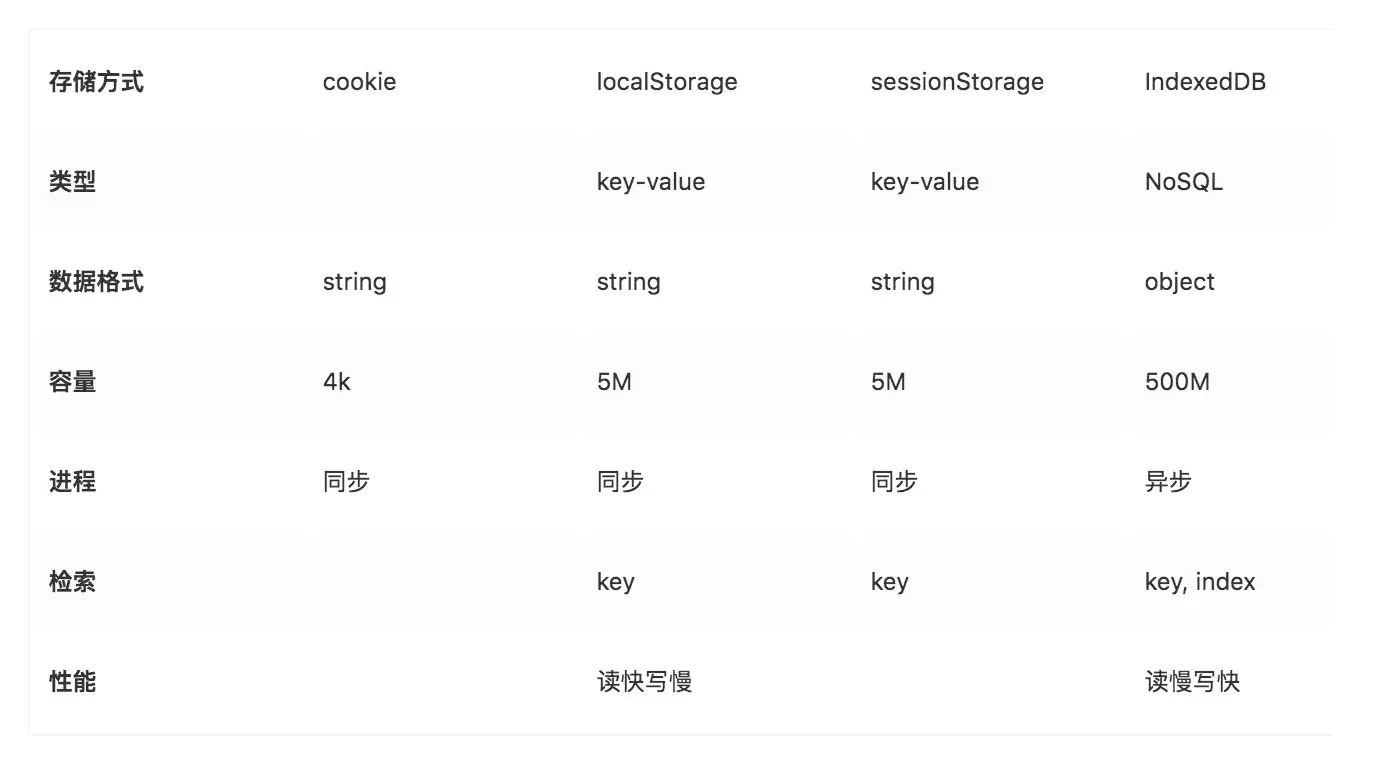 存储方式 cookie localStorage sessionStorage IndexedDB
类型 key-value key-value NoSQL
数据格式 string string string object
容量 4k 5M 5M 500M
进程 同步 同步 同步 异步
检索 key key key, index
性能 读快写慢 读慢写快